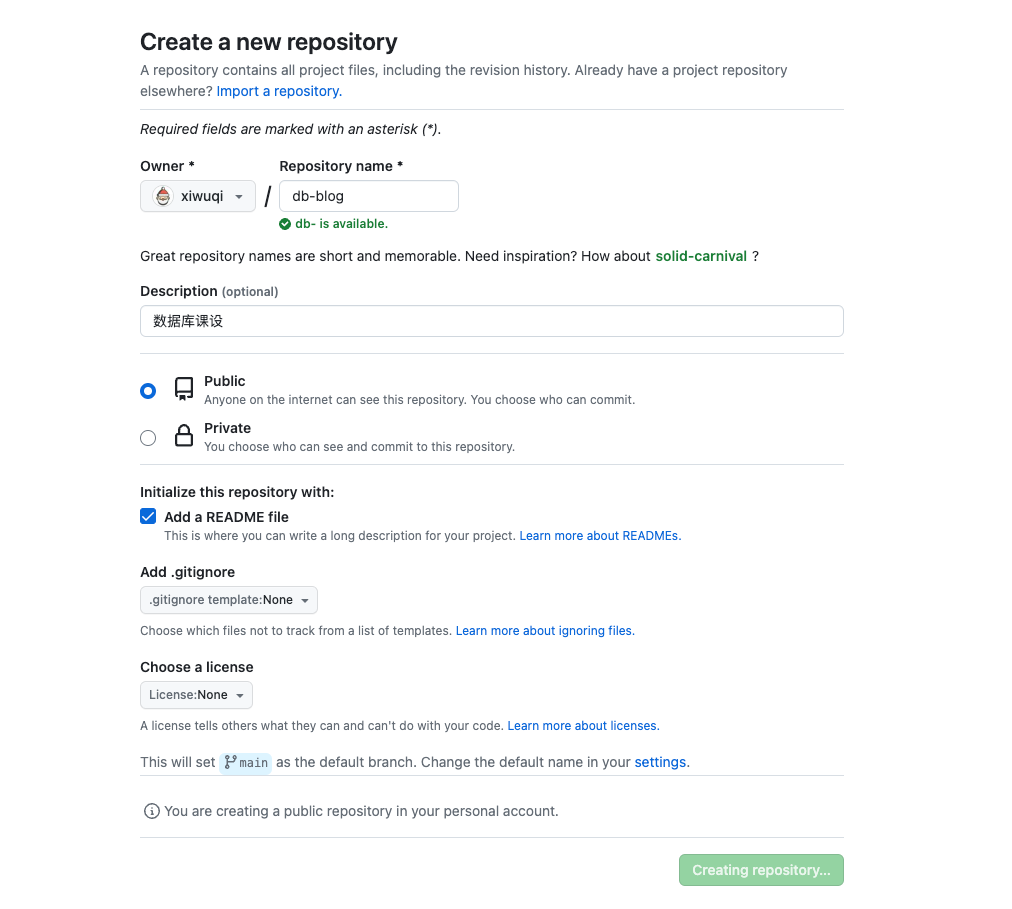 Create a new repository
A repository contains all project files, including the revision history. Already have a project repository
elsewhere? Import a repository.
Required fields are marked with an asterisk (*).
Owner * Repository name *
xiwuqi / db-blog
db- is available.
Great repository names are short and memorable. Need inspiration? How about solid-carnival ?
Description (optional)
数据库课设
Public
Anyone on the internet can see this repository. You choose who can commit.
Private
You choose who can see and commit to this repository.
Initialize this repository with:
Add a README file
This is where you can write a long description for your project. Learn more about READMEs.
Add .gitignore
.gitignore template:None
Choose which files not to track from a list of templates. Learn more about ignoring files.
Choose a license
License:None
A license tells others what they can and can't do with your code. Learn more about licenses.
This will set main as the default branch. Change the default name in your settings.
You are creating a public repository in your personal account.
Creating repository...